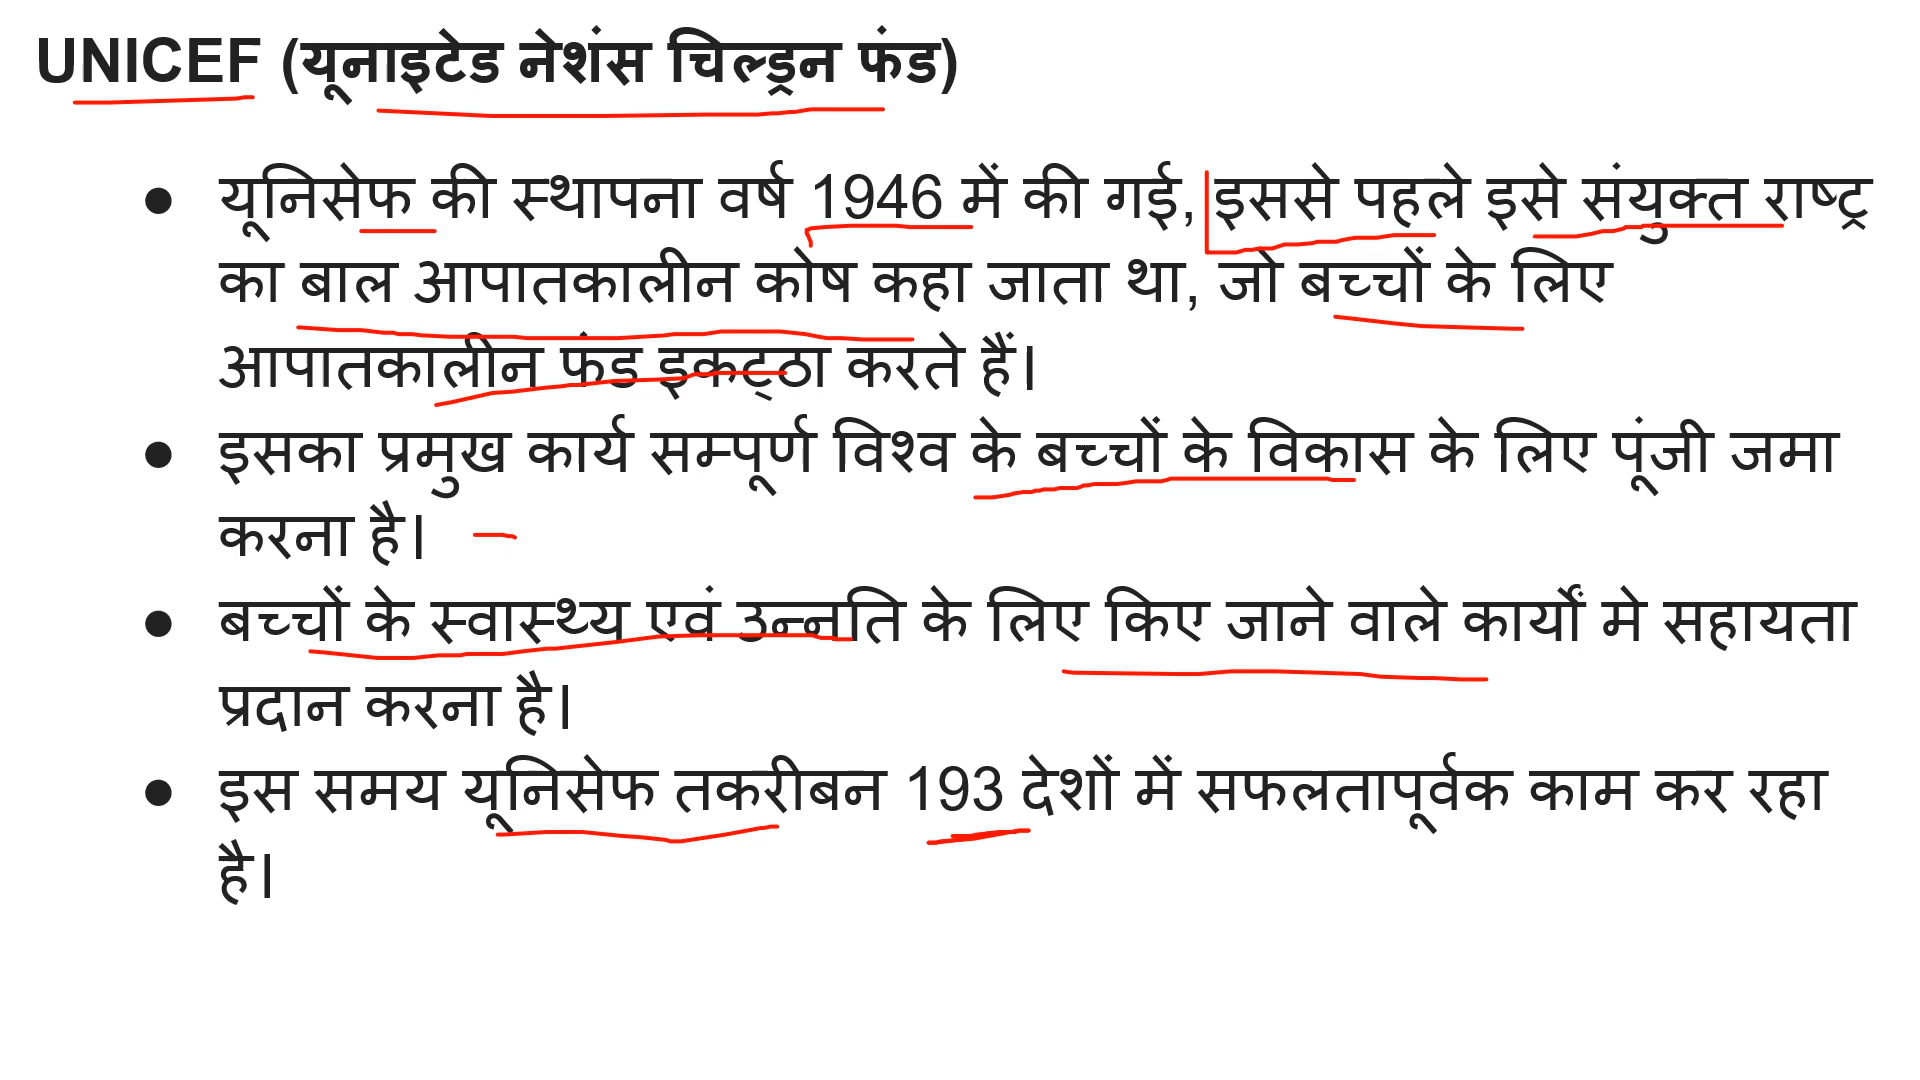 UNICEF (यूनाइटेड नेशंस चिल्ड्रन फंड)
● यूनिसेफ की स्थापना वर्ष 1946 में की गई, इससे पहले इसे संयुक्त राष्ट्र
का बाल आपातकालीन कोष कहा जाता था, जो बच्चों के लिए
आपातकालीन फंड इकट्ठा करते हैं।
● इसका प्रमुख कार्य सम्पूर्ण विश्व के बच्चों के विकास के लिए पूंजी जमा
करना है।
● बच्चों के स्वास्थ्य एवं उन्नति के लिए किए जाने वाले कार्यों मे सहायता
प्रदान करना है।
● इस समय यूनिसेफ तकरीबन 193 देशों में सफलतापूर्वक काम कर रहा
है।